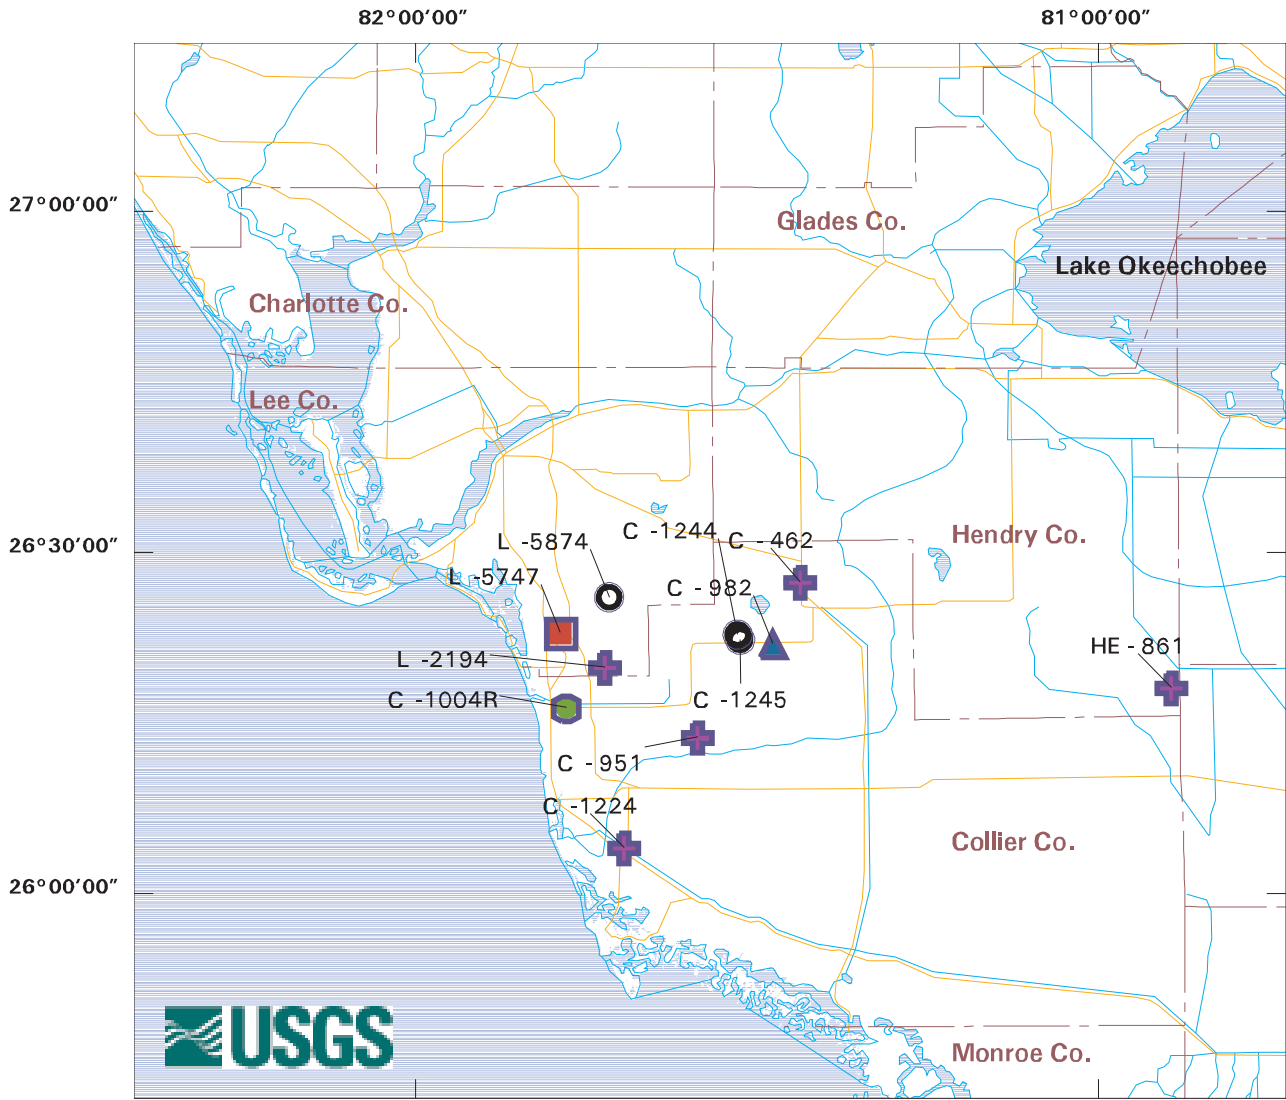 82°00'00" 81°00'00"
27°00'00"
Glades Co.
Lake Okeechobee
Charlotte Co.
Lee Co.
26°30'00"
C -1244 C -462
L -5874
Hendry Co.
L -5747
C -982
HE - 861
L -2194
C -1004R
C -1245
C -951
C -1224
Collier Co.
26°00'00"
USGS
Monroe Co.